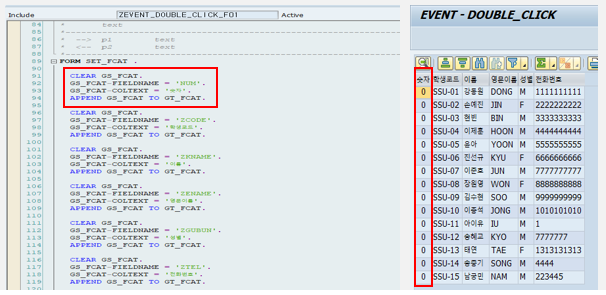 Include
ZEVENT_DOUBLE_CLICK_F01
Active
84 * text
85 *----------------------------------------------------------------------*
86 * --> p1 text
87 * <-- p2 text
88 *----------------------------------------------------------------------*
89 FORM SET_FCAT .
90
91 CLEAR GS_FCAT.
92 GS_FCAT-FIELDNAME = 'NUM'.
93 GS_FCAT-COLTEXT = '숫자'.
94 APPEND GS_FCAT TO GT_FCAT.
95
96 CLEAR GS_FCAT.
97 GS_FCAT-FIELDNAME = 'ZCODE'.
98 GS_FCAT-COLTEXT = '학생코드'.
99 APPEND GS_FCAT TO GT_FCAT.
100
101 CLEAR GS_FCAT.
102 GS_FCAT-FIELDNAME = 'ZKNAME'.
103 GS_FCAT-COLTEXT = '이름'.
104 APPEND GS_FCAT TO GT_FCAT.
105
106 CLEAR GS_FCAT.
107 GS_FCAT-FIELDNAME = 'ZENAME'.
108 GS_FCAT-COLTEXT = '영문이름'.
109 APPEND GS_FCAT TO GT_FCAT.
110
111 CLEAR GS_FCAT.
112 GS_FCAT-FIELDNAME = 'ZGUBUN'.
113 GS_FCAT-COLTEXT = '성별'.
114 APPEND GS_FCAT TO GT_FCAT.
115
116 CLEAR GS_FCAT.
117 GS_FCAT-FIELDNAME = 'ZTEL'.
118 GS_FCAT-COLTEXT = '전화번호'.
119 APPEND GS_FCAT TO GT_FCAT.
EVENT - DOUBLE_CLICK
숫자 학생코드 이름 영문이름 성별 전화번호
0 SSU-01 강동원 DONG M 1111111111
0 SSU-02 손예진 JIN F 2222222222
0 SSU-03 현빈 BIN M 3333333333
0 SSU-04 이제훈 HOON M 4444444444
0 SSU-05 윤아 YOON M 5555555555
0 SSU-06 진선규 KYU F 6666666666
0 SSU-07 이준호 JUN M 7777777777
0 SSU-08 장원영 WON F 8888888888
0 SSU-09 김수현 SOO M 9999999999
0 SSU-10 이종석 JONG M 1010101010
0 SSU-11 아이유 IU M 1
0 SSU-12 송혜교 KYO M 7777777
0 SSU-13 태연 TAE F 1313131313
0 SSU-14 송중기 SONG M 4444
0 SSU-15 남궁민 NAM M 223445